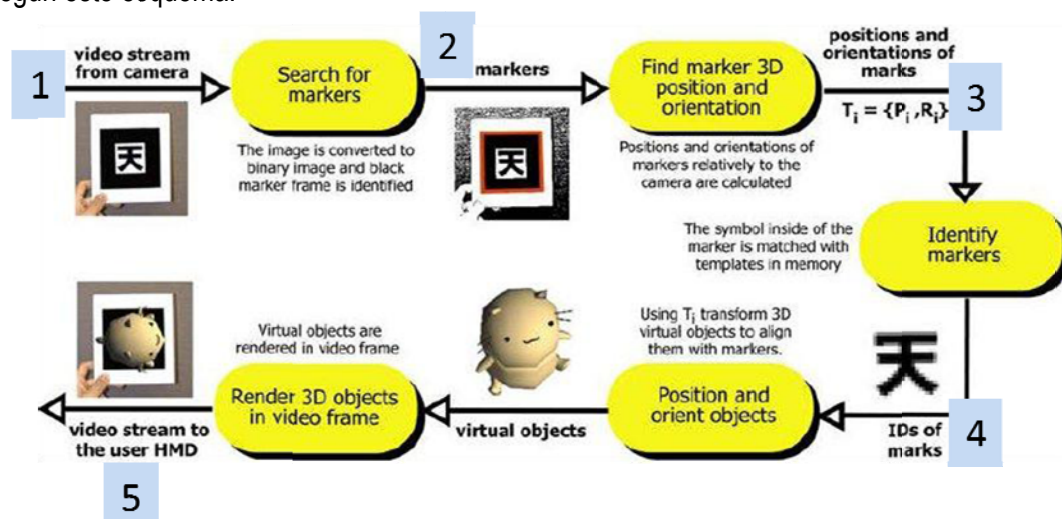 este esquema
1
video stream
from camera
天
Search for
markers
The image is converted to
binary image and black
marker frame is identified
2
markers
天
Find marker 3D
position and
orientation
Positions and orientations of
markers relatively to the
camera are calculated
positions and
orientations of
marks
Tᵢ = {Pᵢ ,Rᵢ}
3
Identify
markers
The symbol inside of the
marker is matched with
templates in memory
天
IDs of
marks
4
Using Tᵢ transform 3D
virtual objects to align
them with markers.
Position and
orient objects
virtual objects
Virtual objects are
rendered in video frame
Render 3D objects
in video frame
video stream to
the user HMD
5